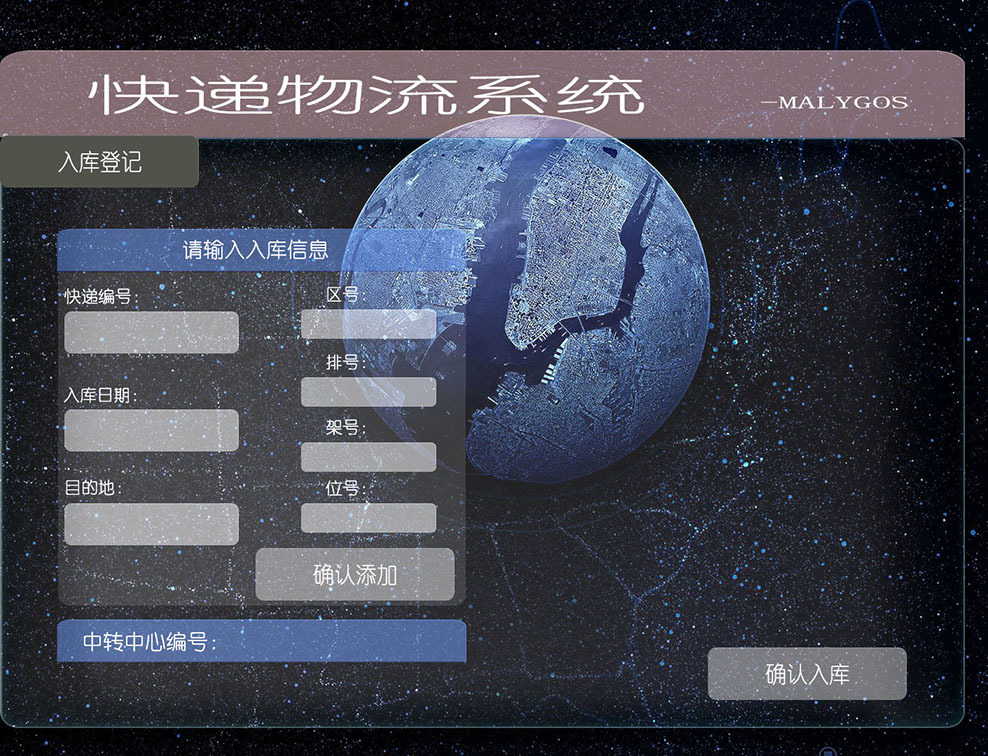 快递物流系统
—MALYGOS
入库登记
请输入入库信息
快递编号：
区号：
排号：
入库日期：
架号：
目的地：
位号：
确认添加
中转中心编号：
确认入库